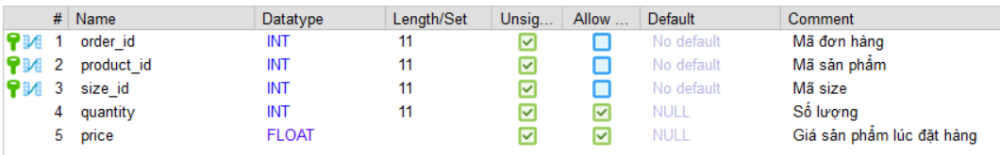 # Name Datatype Length/Set Unsig... Allow ... Default Comment
1 order_id INT 11 No default Mã đơn hàng
2 product_id INT 11 No default Mã sản phẩm
3 size_id INT 11 No default Mã size
4 quantity INT 11 NULL Số lượng
5 price FLOAT NULL Giá sản phẩm lúc đặt hàng